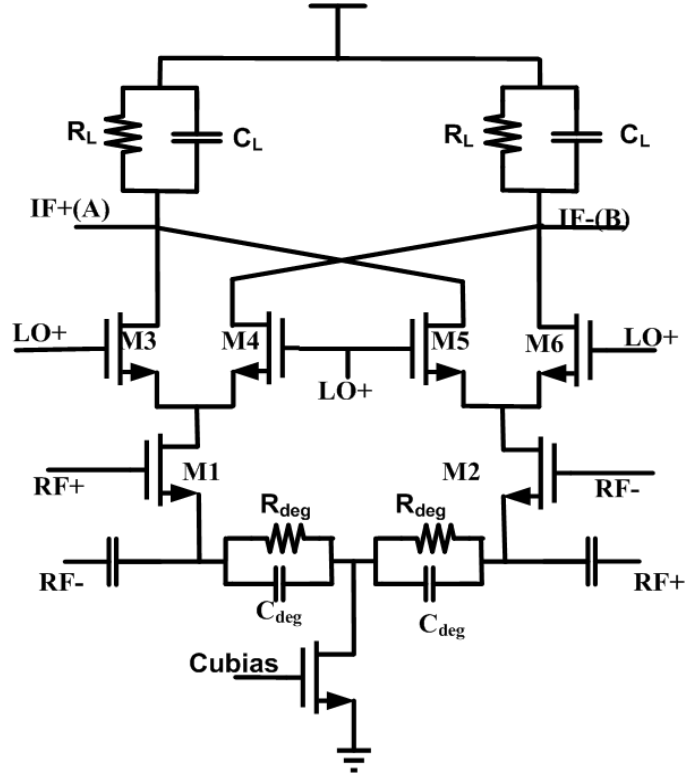 RL CL RL CL
IF+(A) IF-(B)
LO+ M3 M4 M5 M6 LO+
LO+
RF+ M1 M2 RF-
Rdeg Rdeg
RF- RF+
Cdeg Cdeg
Cubias